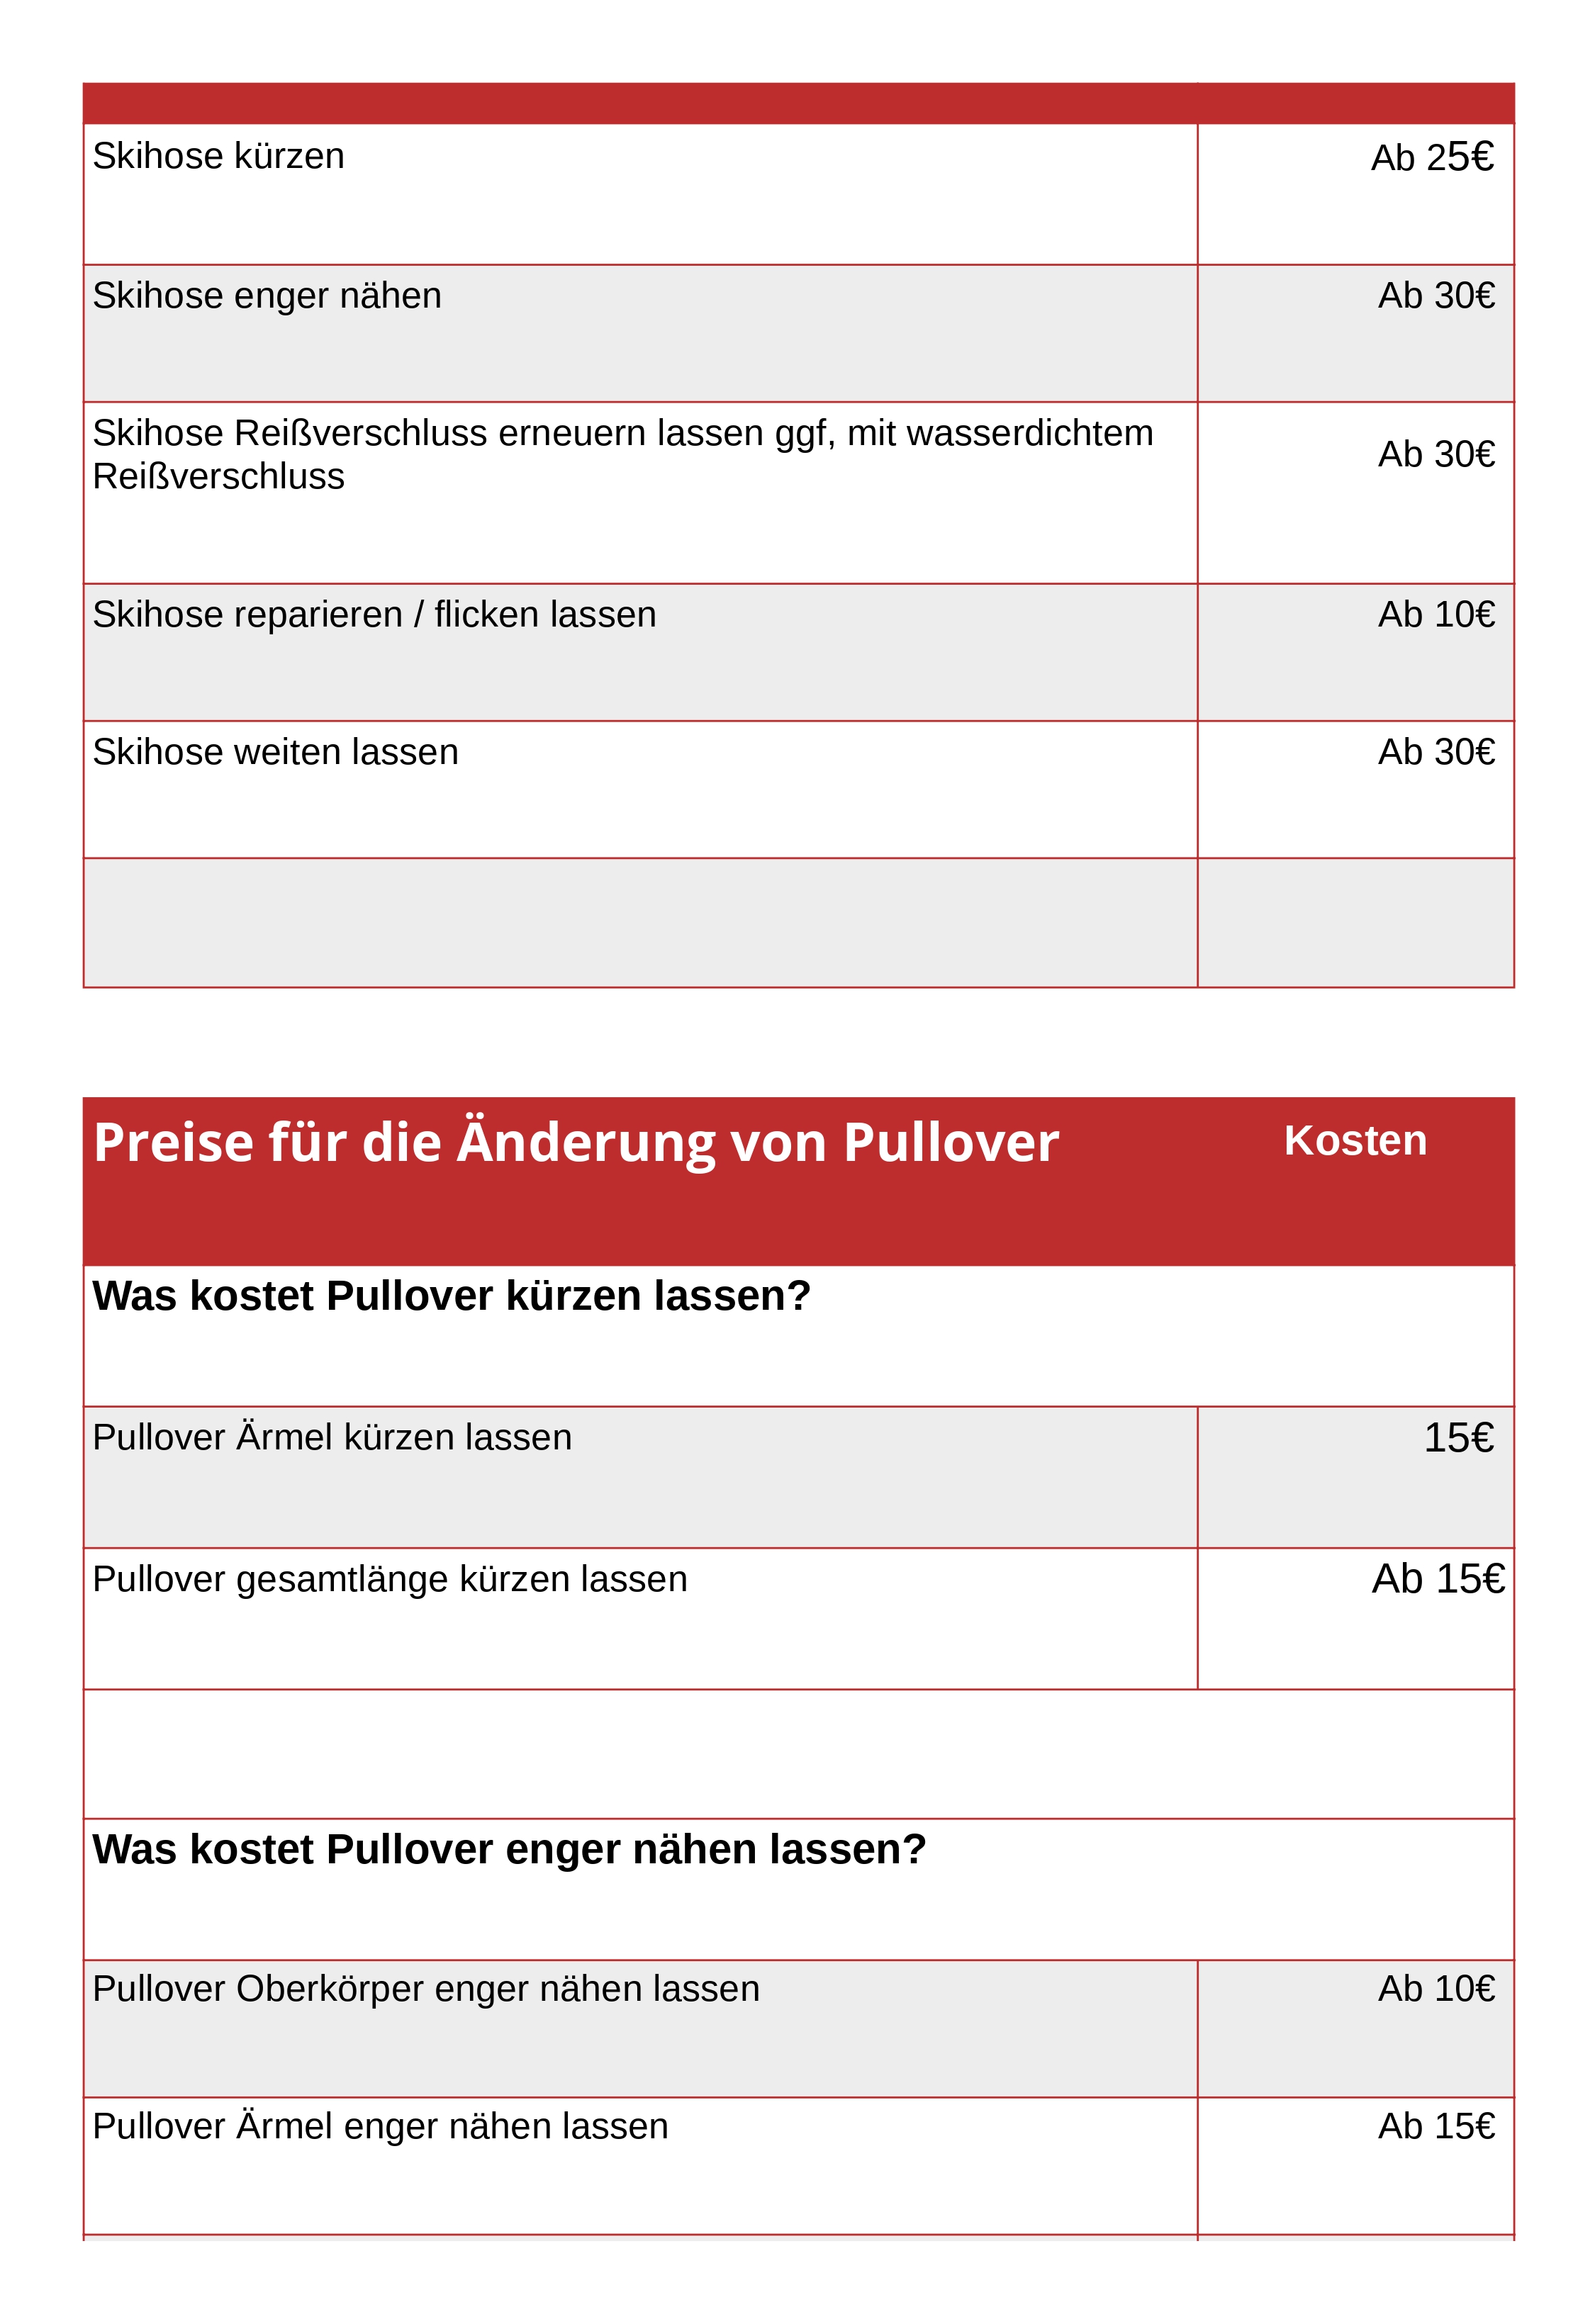 Skihose kürzen Ab 25€
Skihose enger nähen Ab 30€
Skihose Reißverschluss erneuern lassen ggf, mit wasserdichtem
Reißverschluss Ab 30€
Skihose reparieren / flicken lassen Ab 10€
Skihose weiten lassen Ab 30€
Preise für die Änderung von Pullover Kosten
Was kostet Pullover kürzen lassen?
Pullover Ärmel kürzen lassen 15€
Pullover gesamtlänge kürzen lassen Ab 15€
Was kostet Pullover enger nähen lassen?
Pullover Oberkörper enger nähen lassen Ab 10€
Pullover Ärmel enger nähen lassen Ab 15€